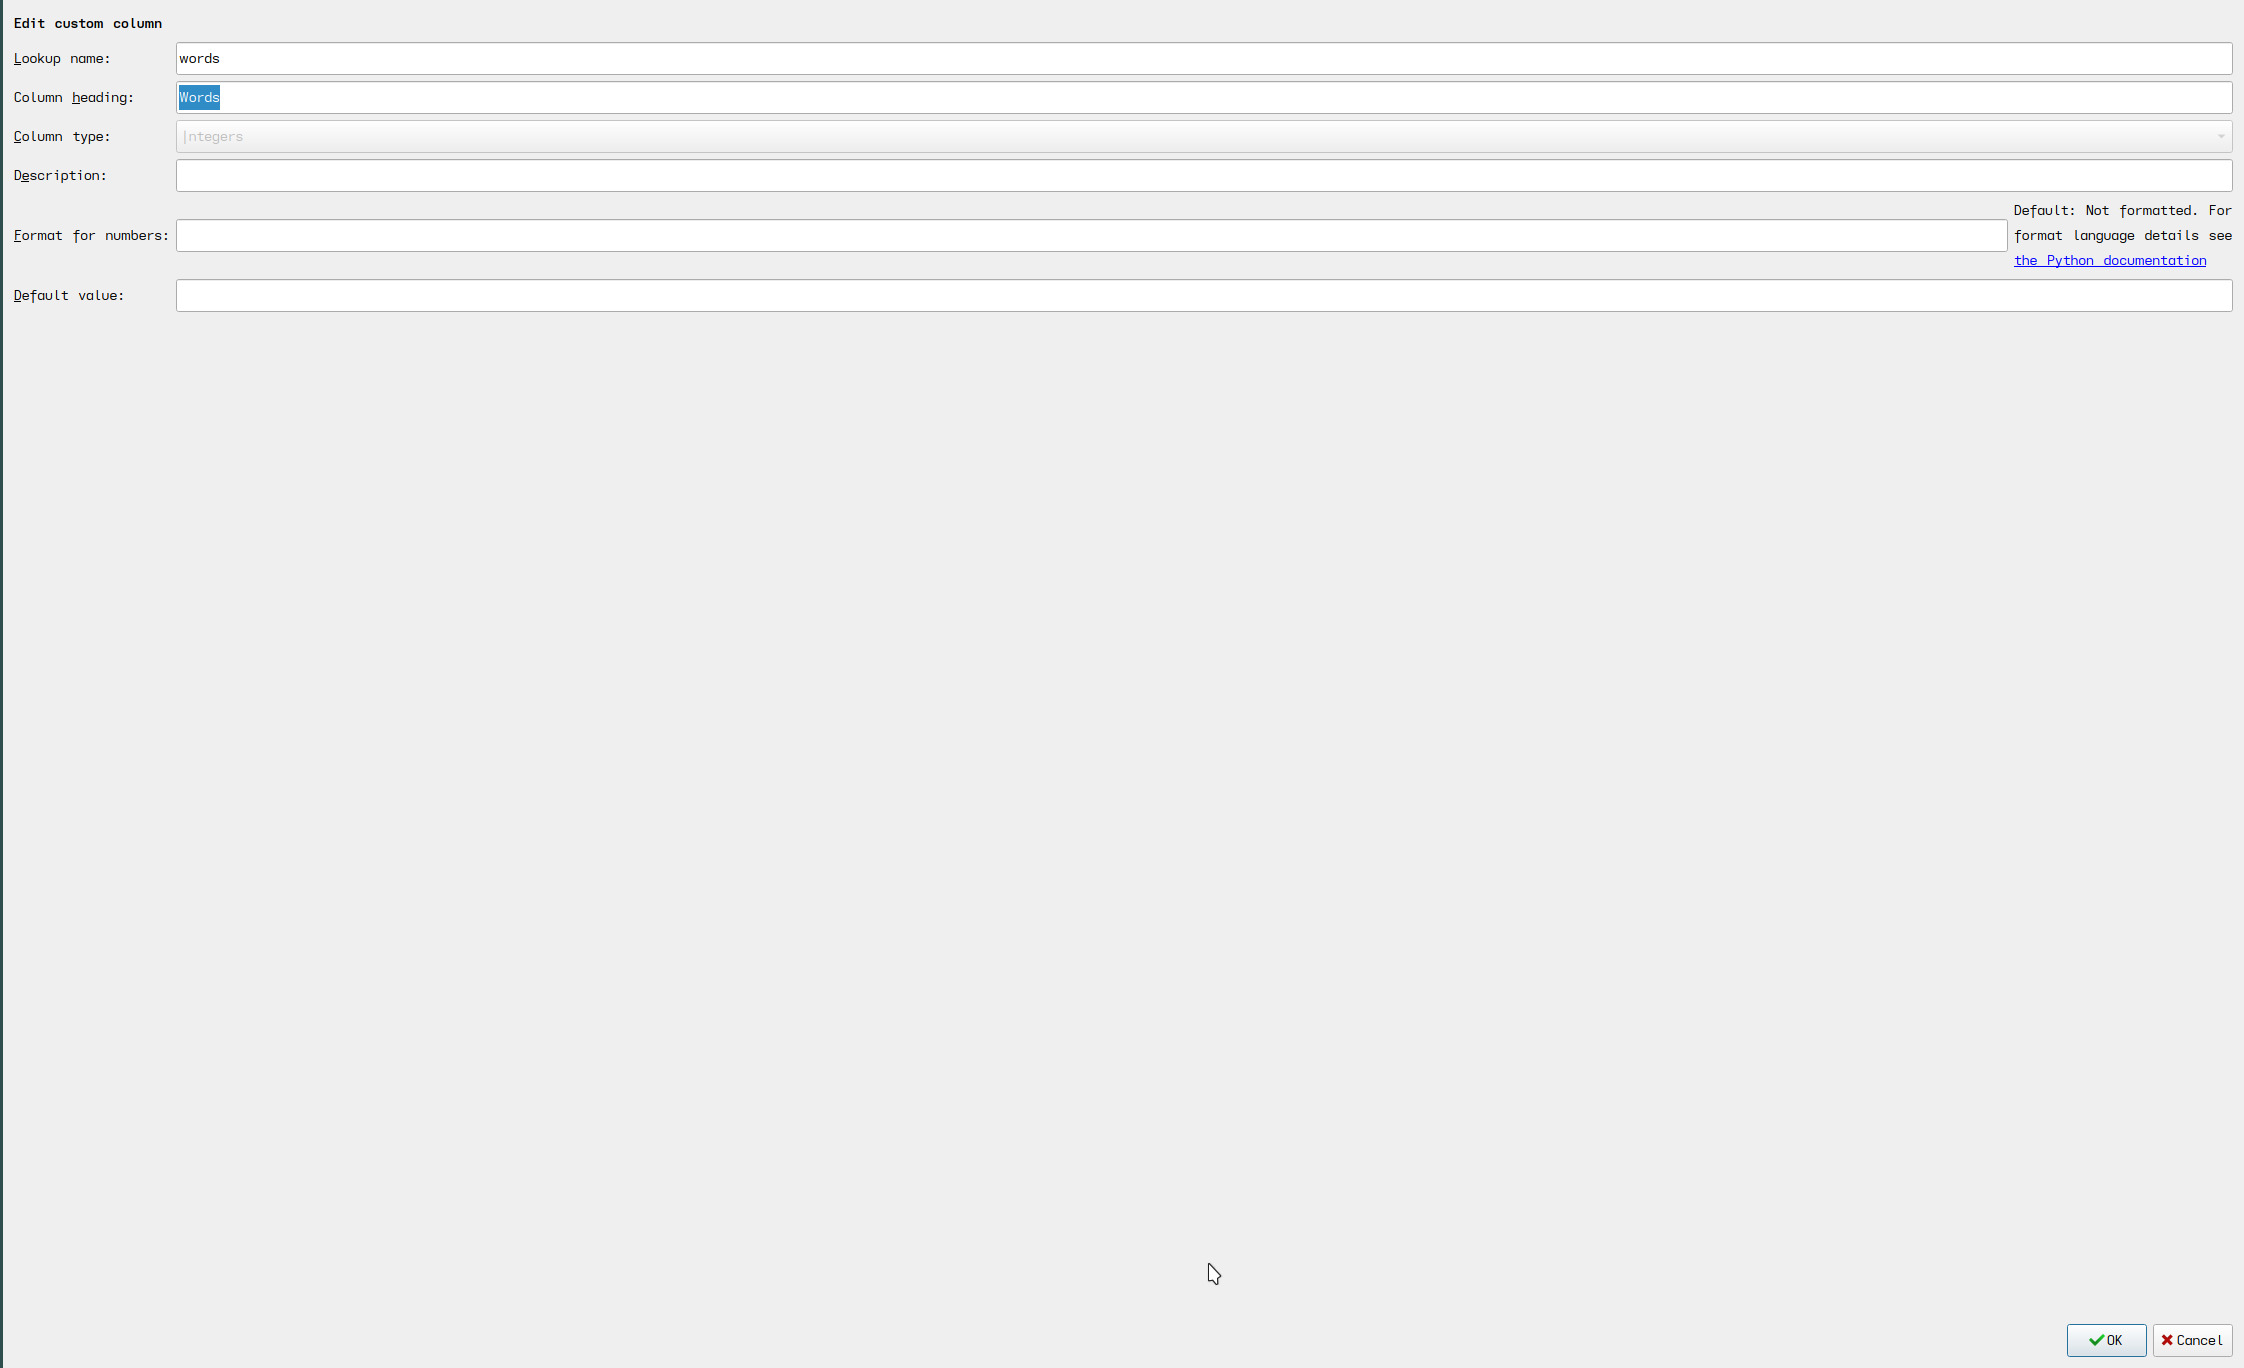 Edit custom column
Lookup name:
words
Column heading:
Words
Column type:
Integers
Description:
Format for numbers:
Default: Not formatted. For
format language details see
the Python documentation
Default value:
OK
Cancel